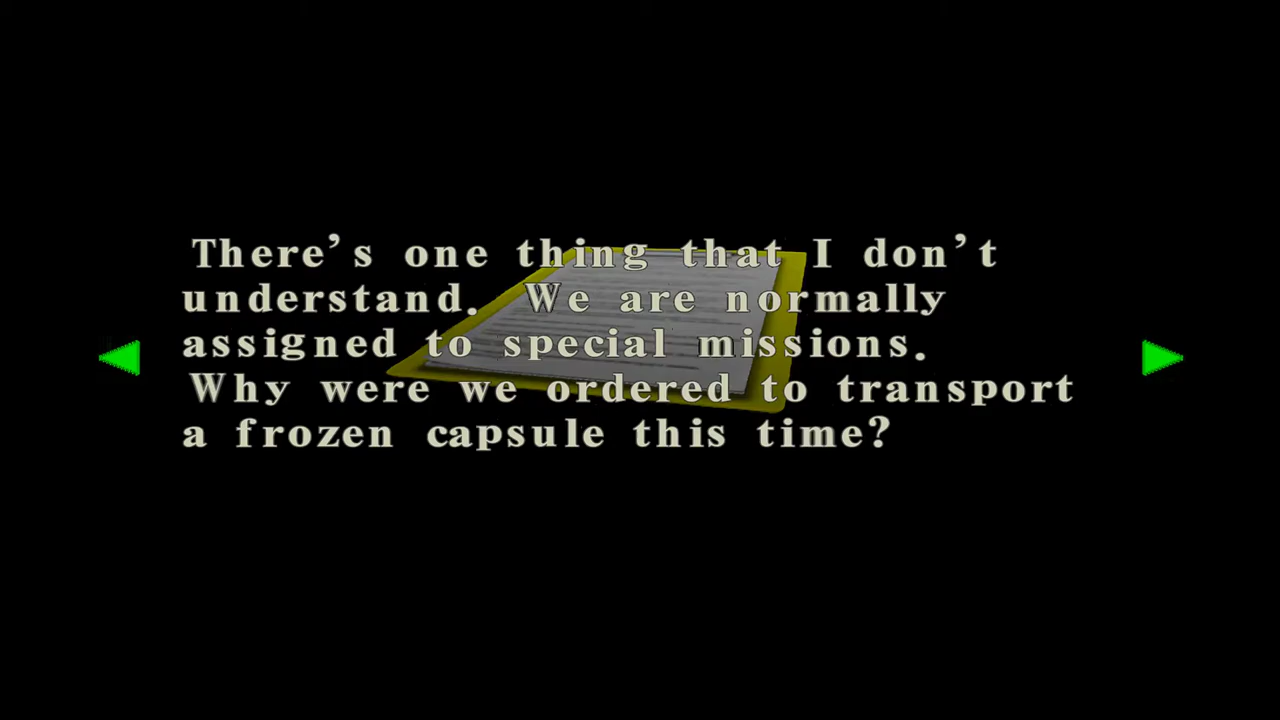 There's one thing that I don't
understand. We are normally
assigned to special missions.
Why were we ordered to transport
a frozen capsule this time?